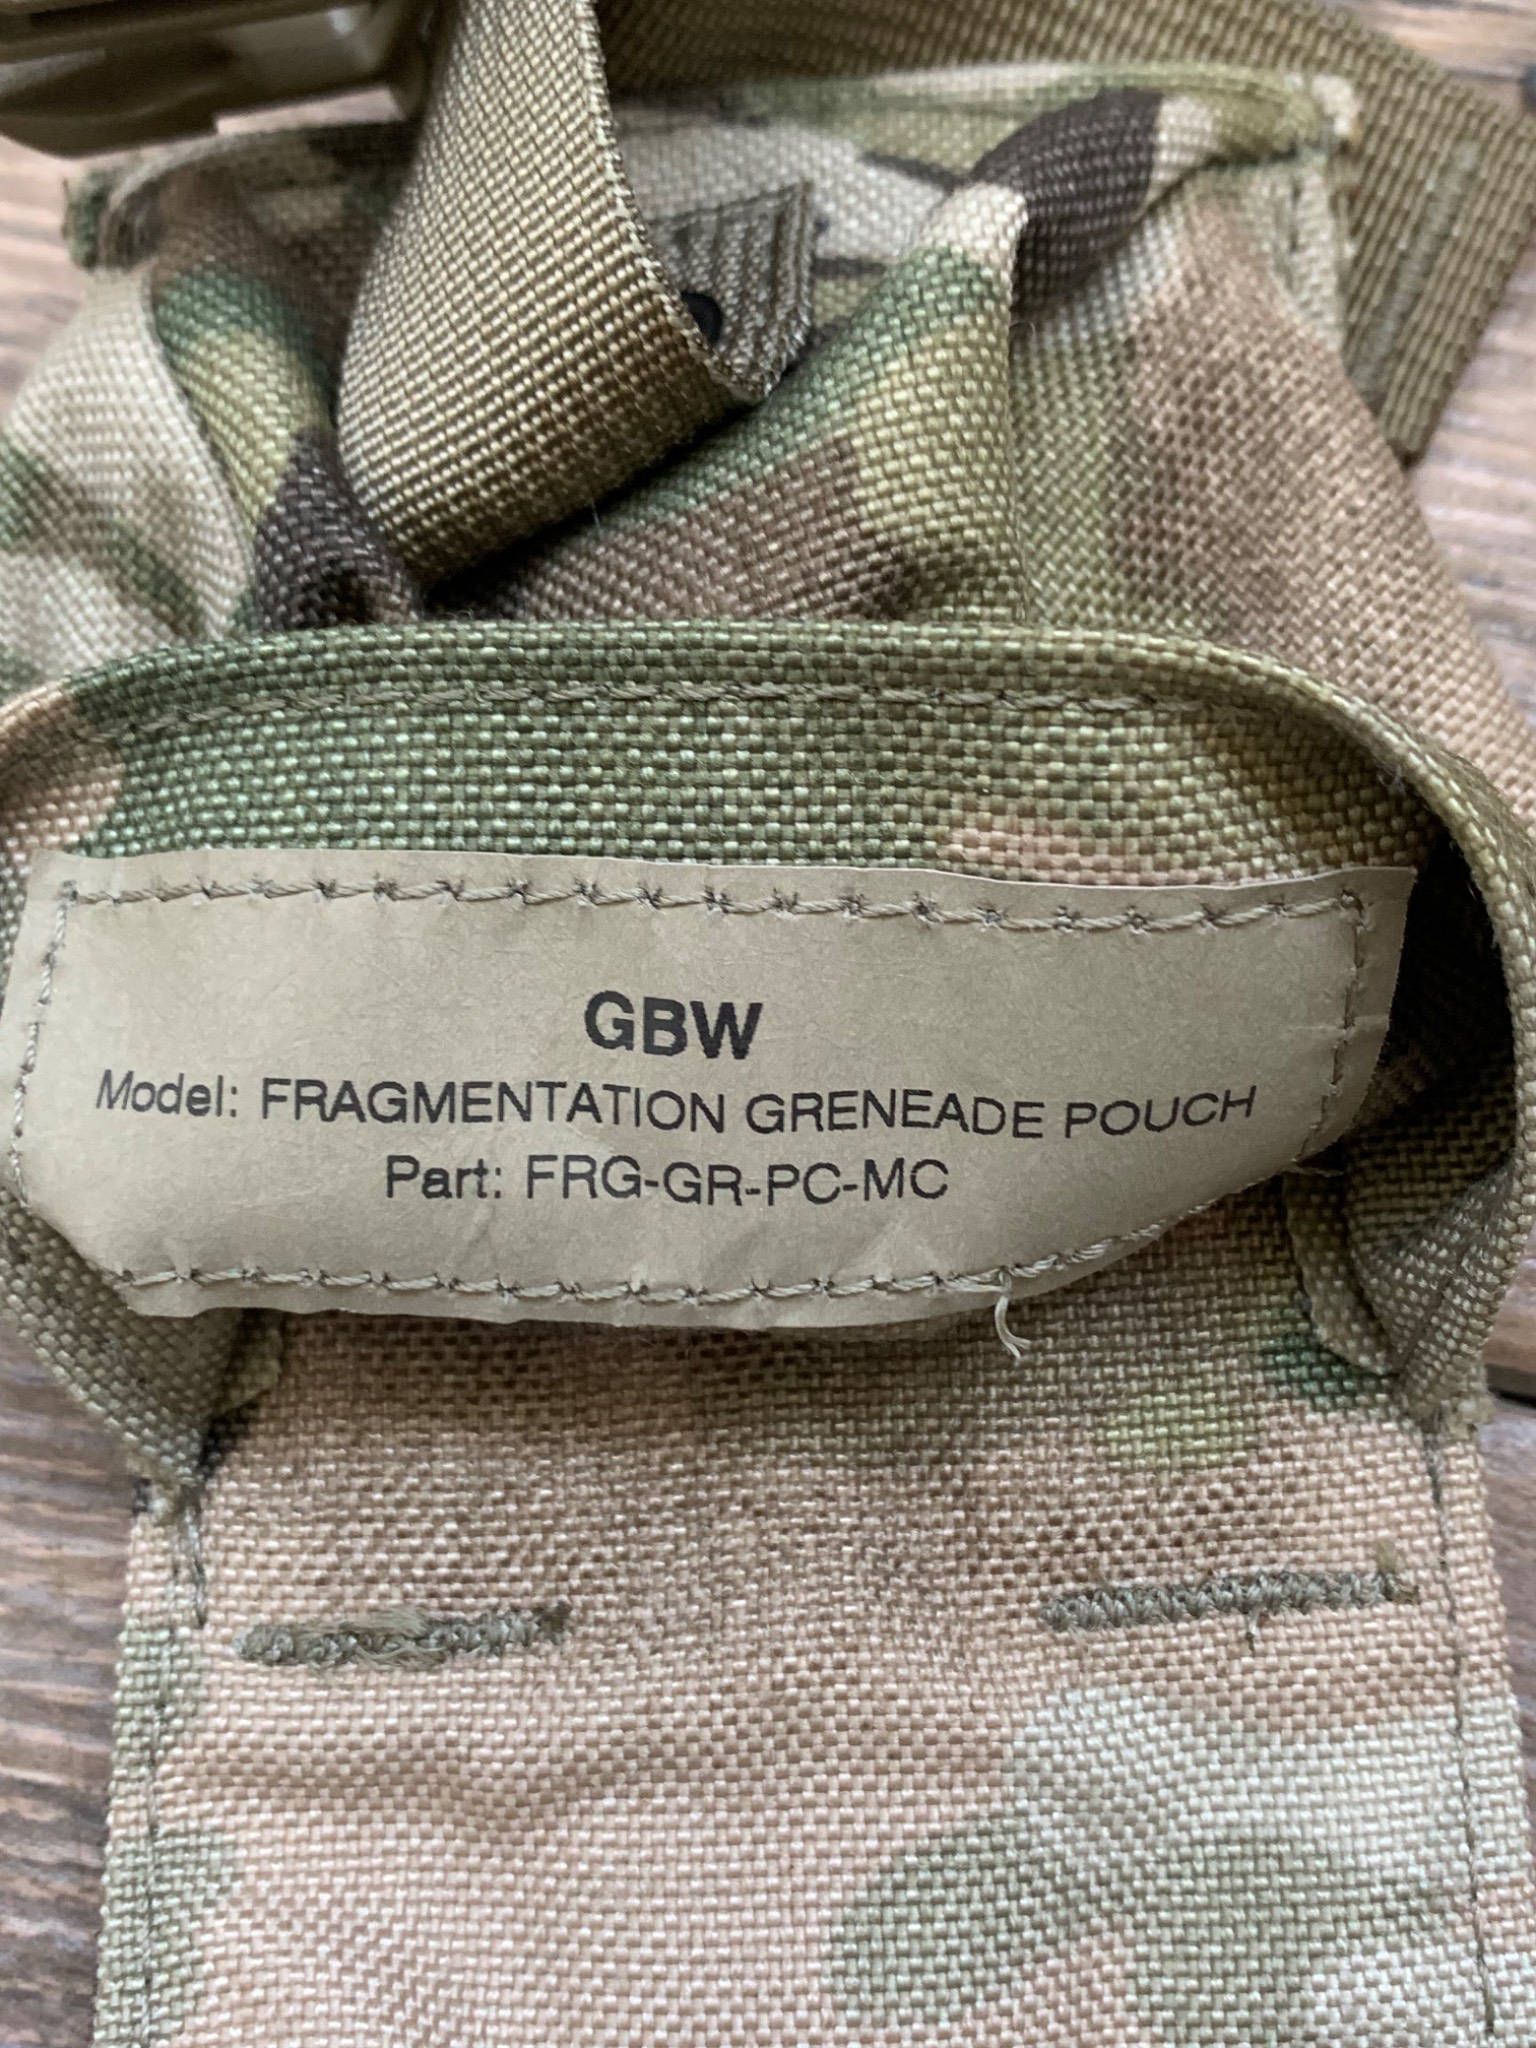 GBW
Model: FRAGMENTATION GRENEADE POUCH
Part: FRG-GR-PC-MC